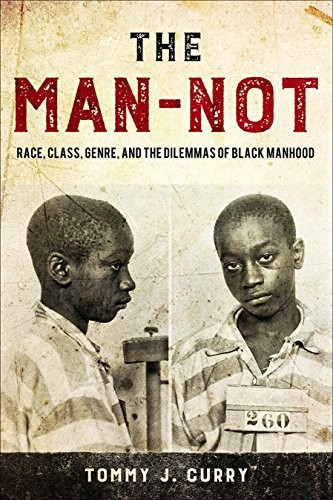 THE
MAN-NOT
RACE, CLASS, GENRE, AND THE DILEMMAS OF BLACK MANHOOD
260
TOMMY J. CURRY